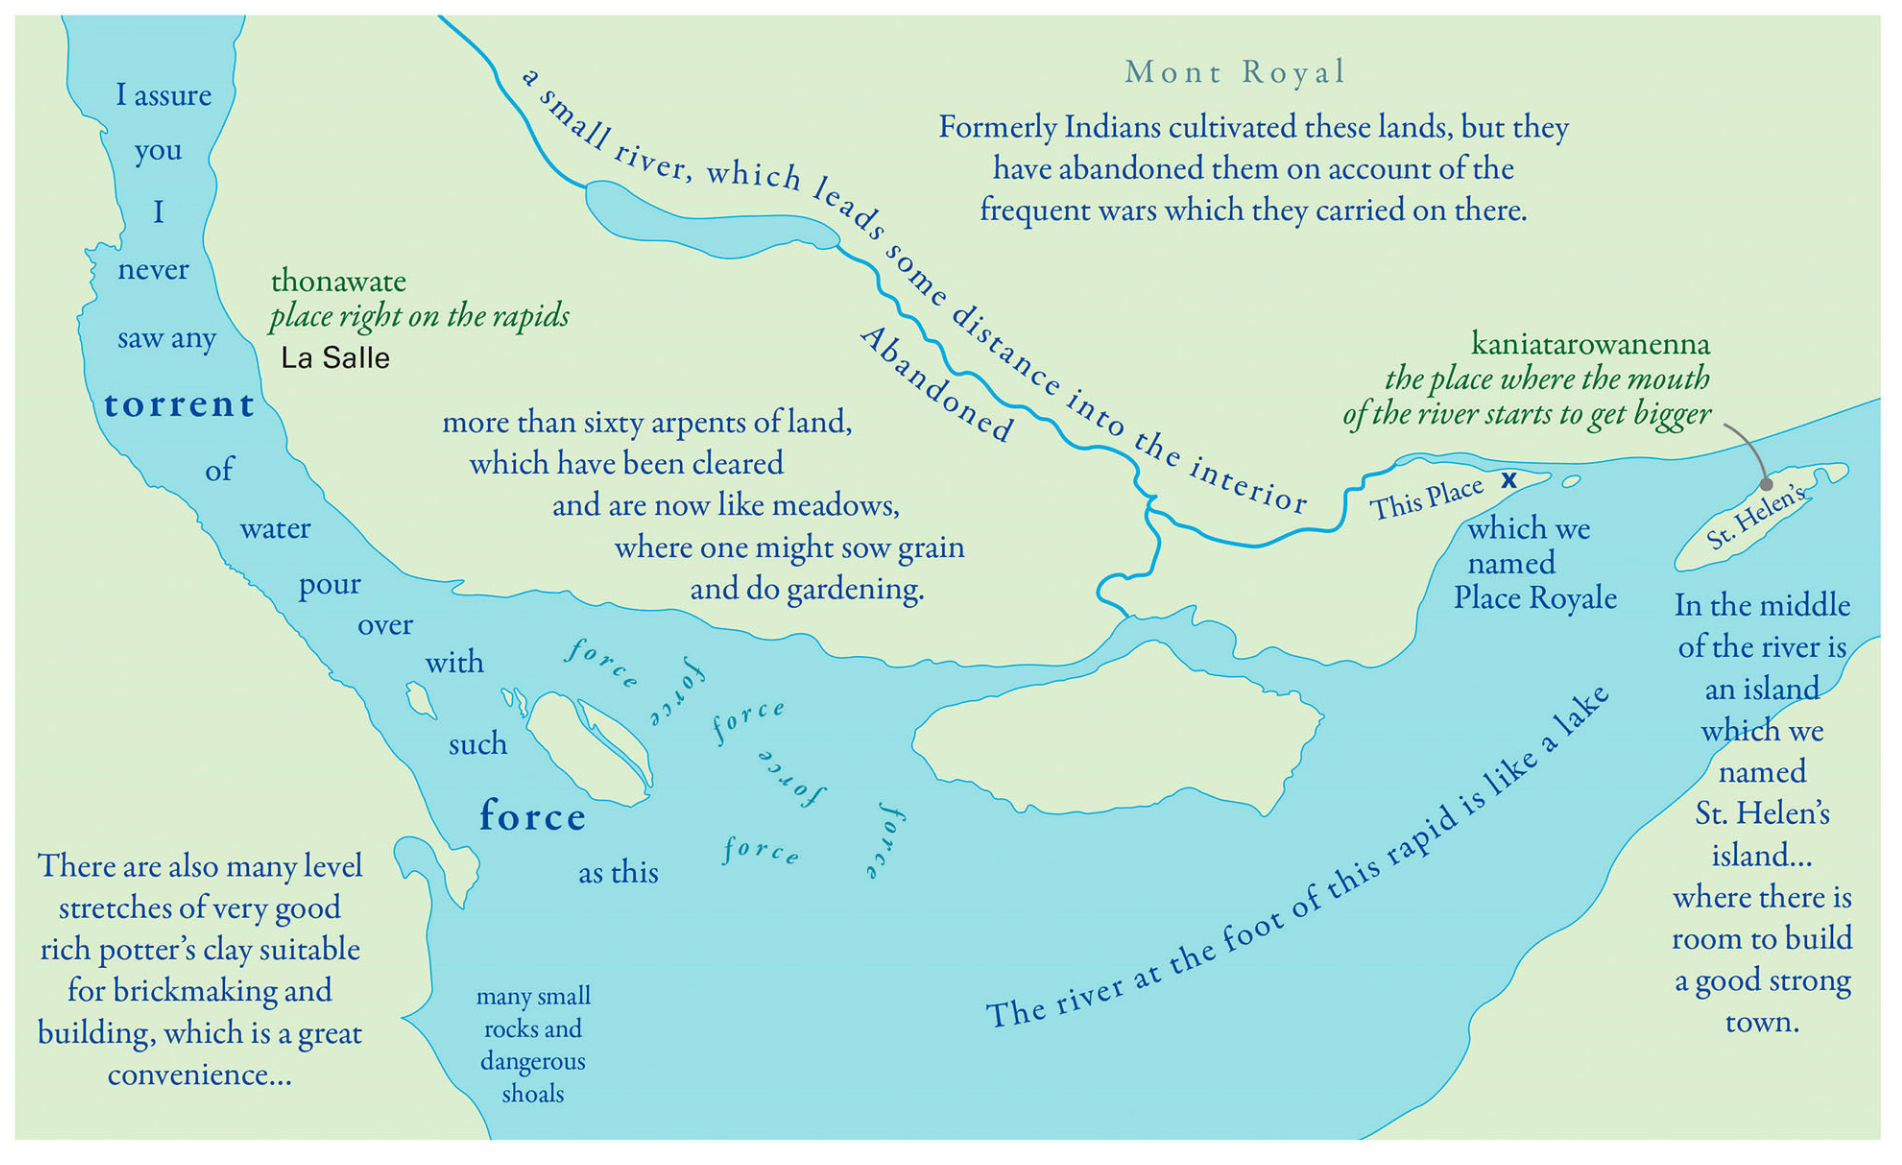 I assure
you
I
never
saw any
torrent
of
water
pour
over
with
such
force
as this
force
force
force
force
force
force
many small
rocks and
dangerous
shoals
thonawate
place right on the rapids
La Salle
a small river, which leads some distance into the interior
Mont Royal
Formerly Indians cultivated these lands, but they
have abandoned them on account of the
frequent wars which they carried on there.
Abandoned
more than sixty arpents of land,
which have been cleared
and are now like meadows,
where one might sow grain
and do gardening.
kaniatarowanenna
the place where the mouth
of the river starts to get bigger
This Place x
which we
named
Place Royale
St. Helen's
In the middle
of the river is
an island
which we
named
St. Helen's
island...
where there is
room to build
a good strong
town.
The river at the foot of this rapid is like a lake
There are also many level
stretches of very good
rich potter's clay suitable
for brickmaking and
building, which is a great
convenience...